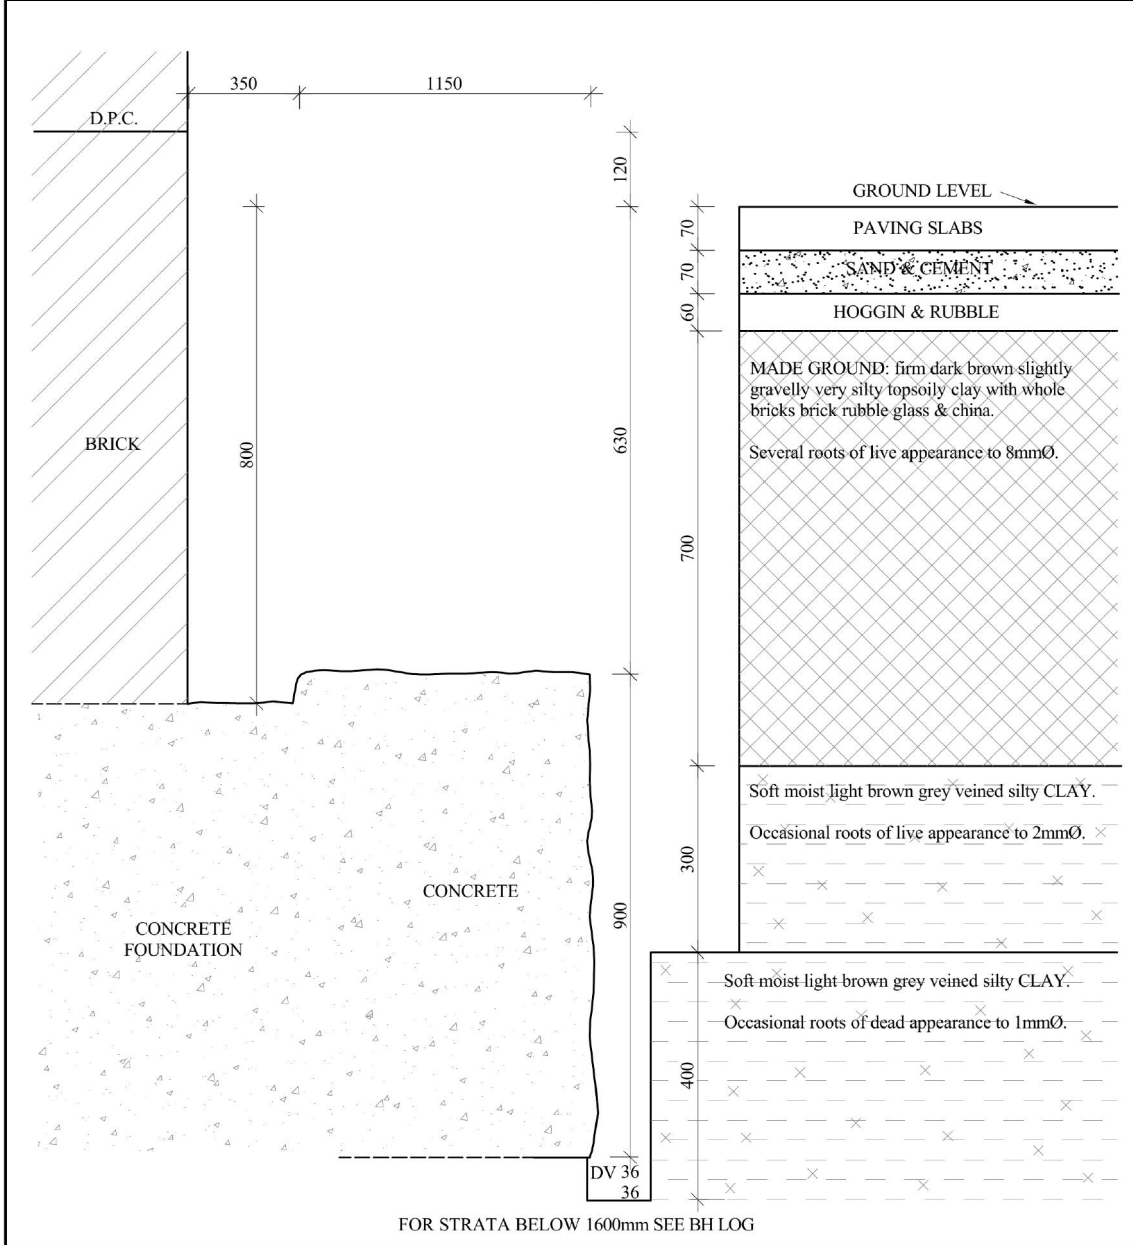 350
1150
D.P.C.
120
GROUND LEVEL
70
PAVING SLABS
70
SAND & CEMENT
60
HOGGIN & RUBBLE
MADE GROUND: firm dark brown slightly
gravelly very silty topsoily clay with whole
bricks brick rubble glass & china.
Several roots of live appearance to 8mmØ.
BRICK
800
630
700
Soft moist light brown grey veined silty CLAY.
Occasional roots of live appearance to 2mmØ.
300
CONCRETE
900
CONCRETE
FOUNDATION
Soft moist light brown grey veined silty CLAY.
Occasional roots of dead appearance to 1mmØ.
400
DV 36
36
FOR STRATA BELOW 1600mm SEE BH LOG